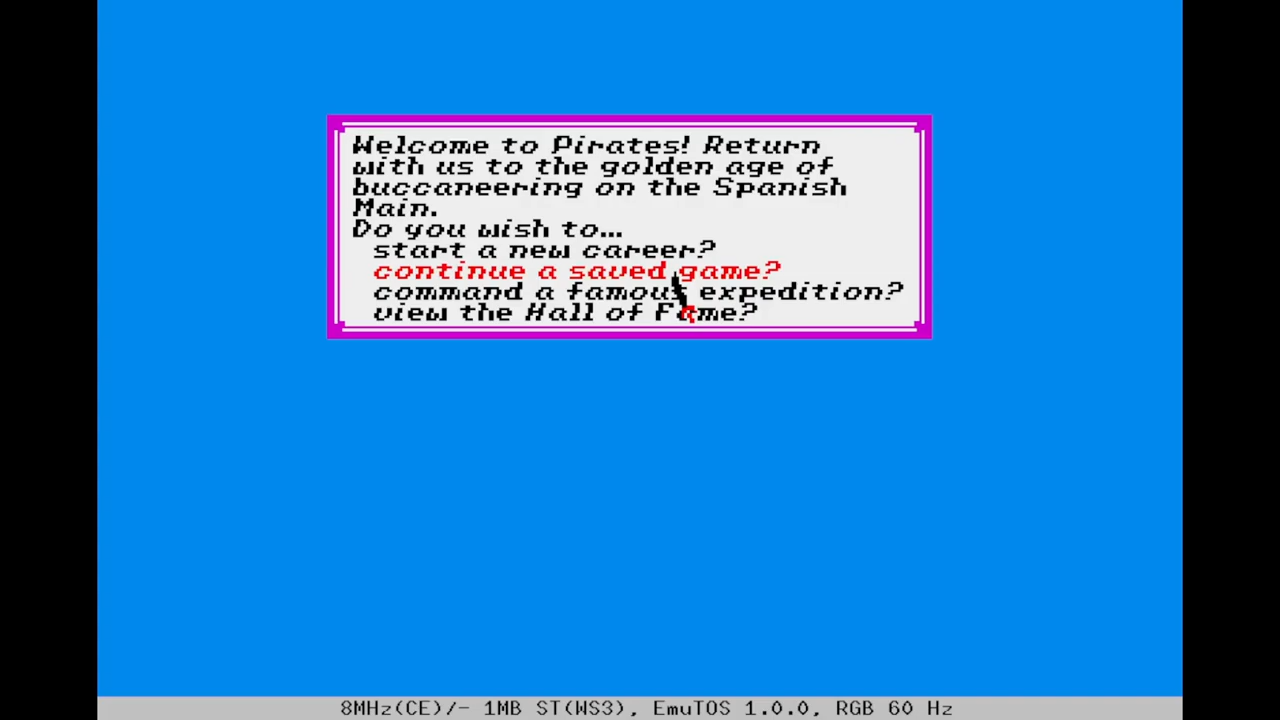 Welcome to Pirates! Return
with us to the golden age of
buccaneering on the Spanish
Main.
Do you wish to...
start a new career?
continue a saved game?
command a famous expedition?
view the Hall of Fame?
8MHz(CE)/- 1MB ST(WS3), EmuTOS 1.0.0, RGB 60 Hz